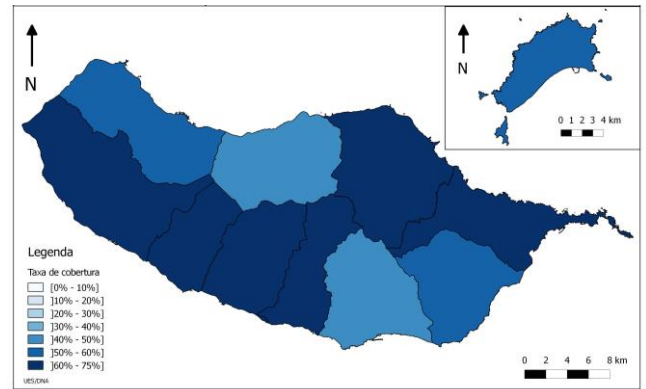 N
N
0 1 2 3 4 km
Legenda
Taxa de cobertura
[0% - 10%]
]10% - 20%]
]20% - 30%]
]30% - 40%]
]40% - 50%]
]50% - 60%]
]60% - 75%]
UES/DNA
0 2 4 6 8 km